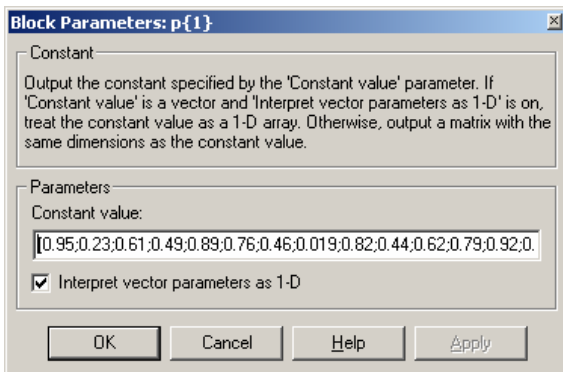 Block Parameters: p{1}
Constant
Output the constant specified by the 'Constant value' parameter. If
'Constant value' is a vector and 'Interpret vector parameters as 1-D' is on,
treat the constant value as a 1-D array. Otherwise, output a matrix with the
same dimensions as the constant value.
Parameters
Constant value:
[0.95;0.23;0.61;0.49;0.89;0.76;0.46;0.019;0.82;0.44;0.62;0.79;0.92;0.
Interpret vector parameters as 1-D
OK Cancel Help Apply